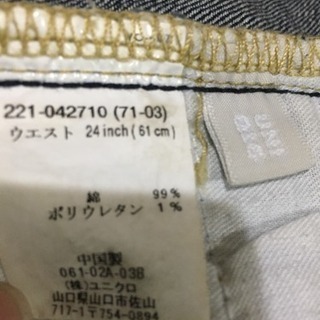 221-042710 (71-03)
ウエスト 24 inch (61 cm)
綿 99%
ポリウレタン 1%
中国製
061-02A-03B
(株)ユニクロ
山口県山口市佐山
717-1 〒754-0894